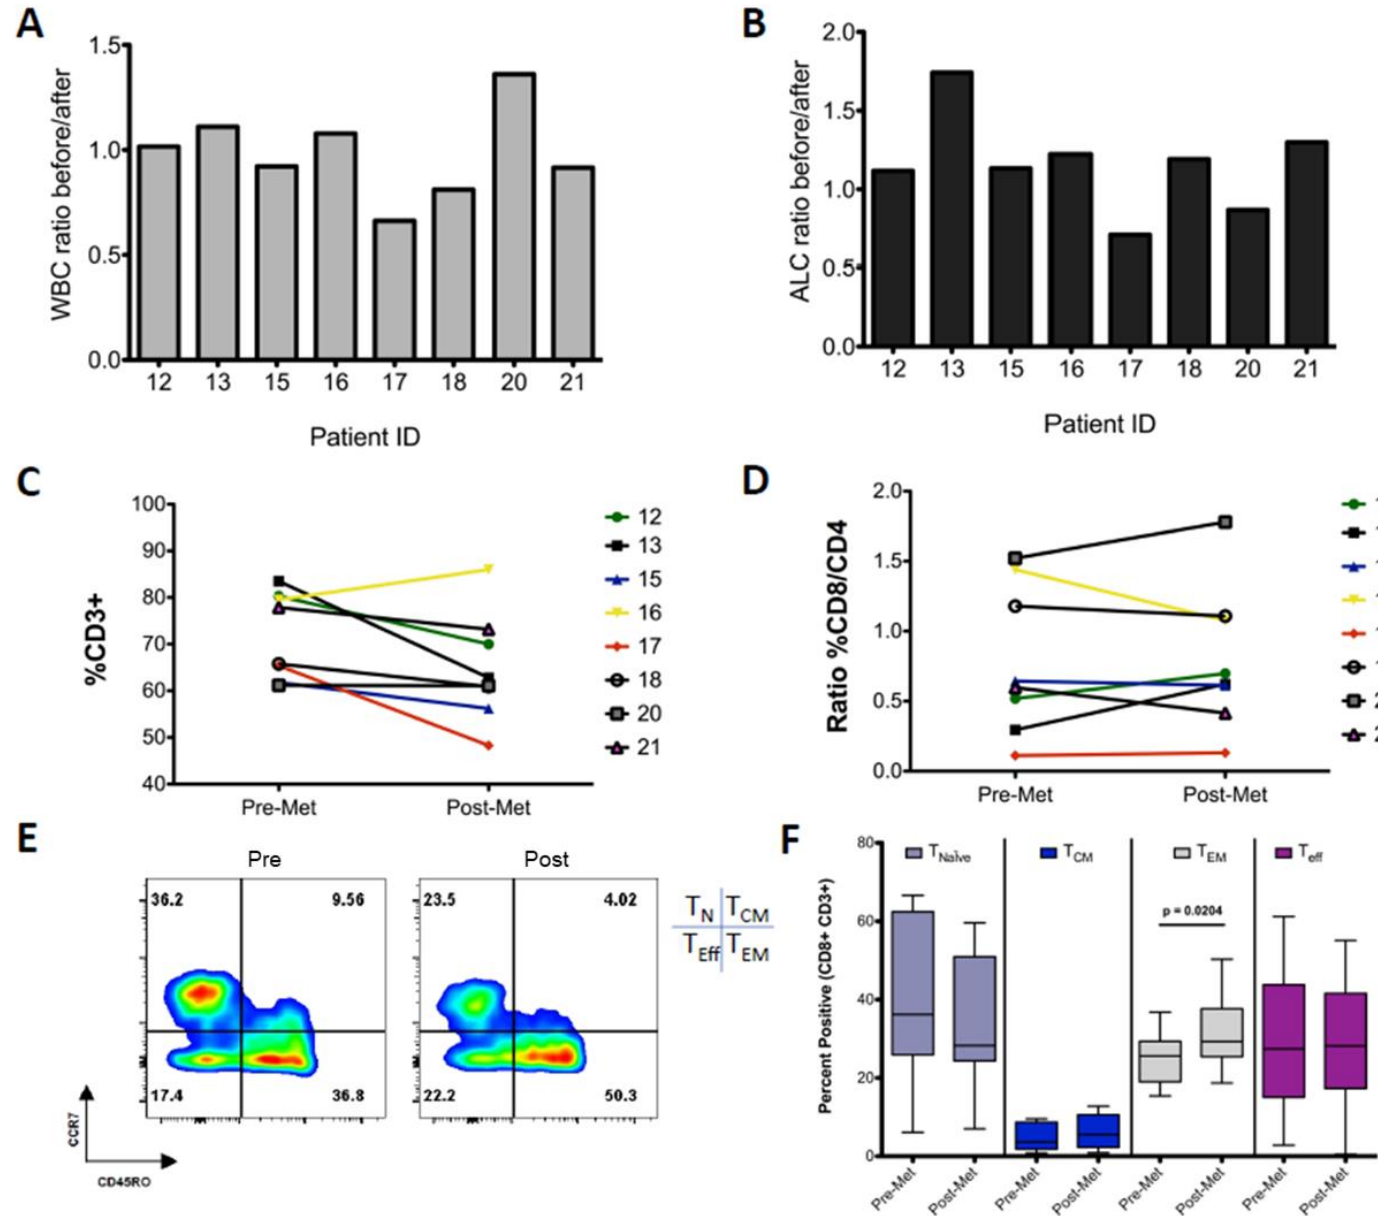 A
WBC ratio before/after
1.5
1.0
0.5
0.0
12 13 15 16 17 18 20 21
Patient ID
B
ALC ratio before/after
2.0
1.5
1.0
0.5
0.0
12 13 15 16 17 18 20 21
Patient ID
C
%CD3+
100
90
80
70
60
50
40
Pre-Met Post-Met
12
13
15
16
17
18
20
21
D
Ratio %CD8/CD4
2.0
1.5
1.0
0.5
0.0
Pre-Met Post-Met
E
Pre Post
36.2 9.56
17.4 36.8
23.5 4.02
22.2 50.3
CCR7
CD45RO
TN TCM
TEff TEM
F
Percent Positive (CD8+ CD3+)
80
60
40
20
0
TNaïve TCM TEM Teff
p = 0.0204
Pre-Met Post-Met Pre-Met Post-Met Pre-Met Post-Met Pre-Met Post-Met